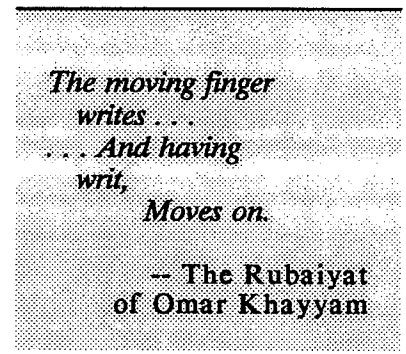 The moving finger
writes . . .
. . . And having
writ,
Moves on.
-- The Rubaiyat
of Omar Khayyam